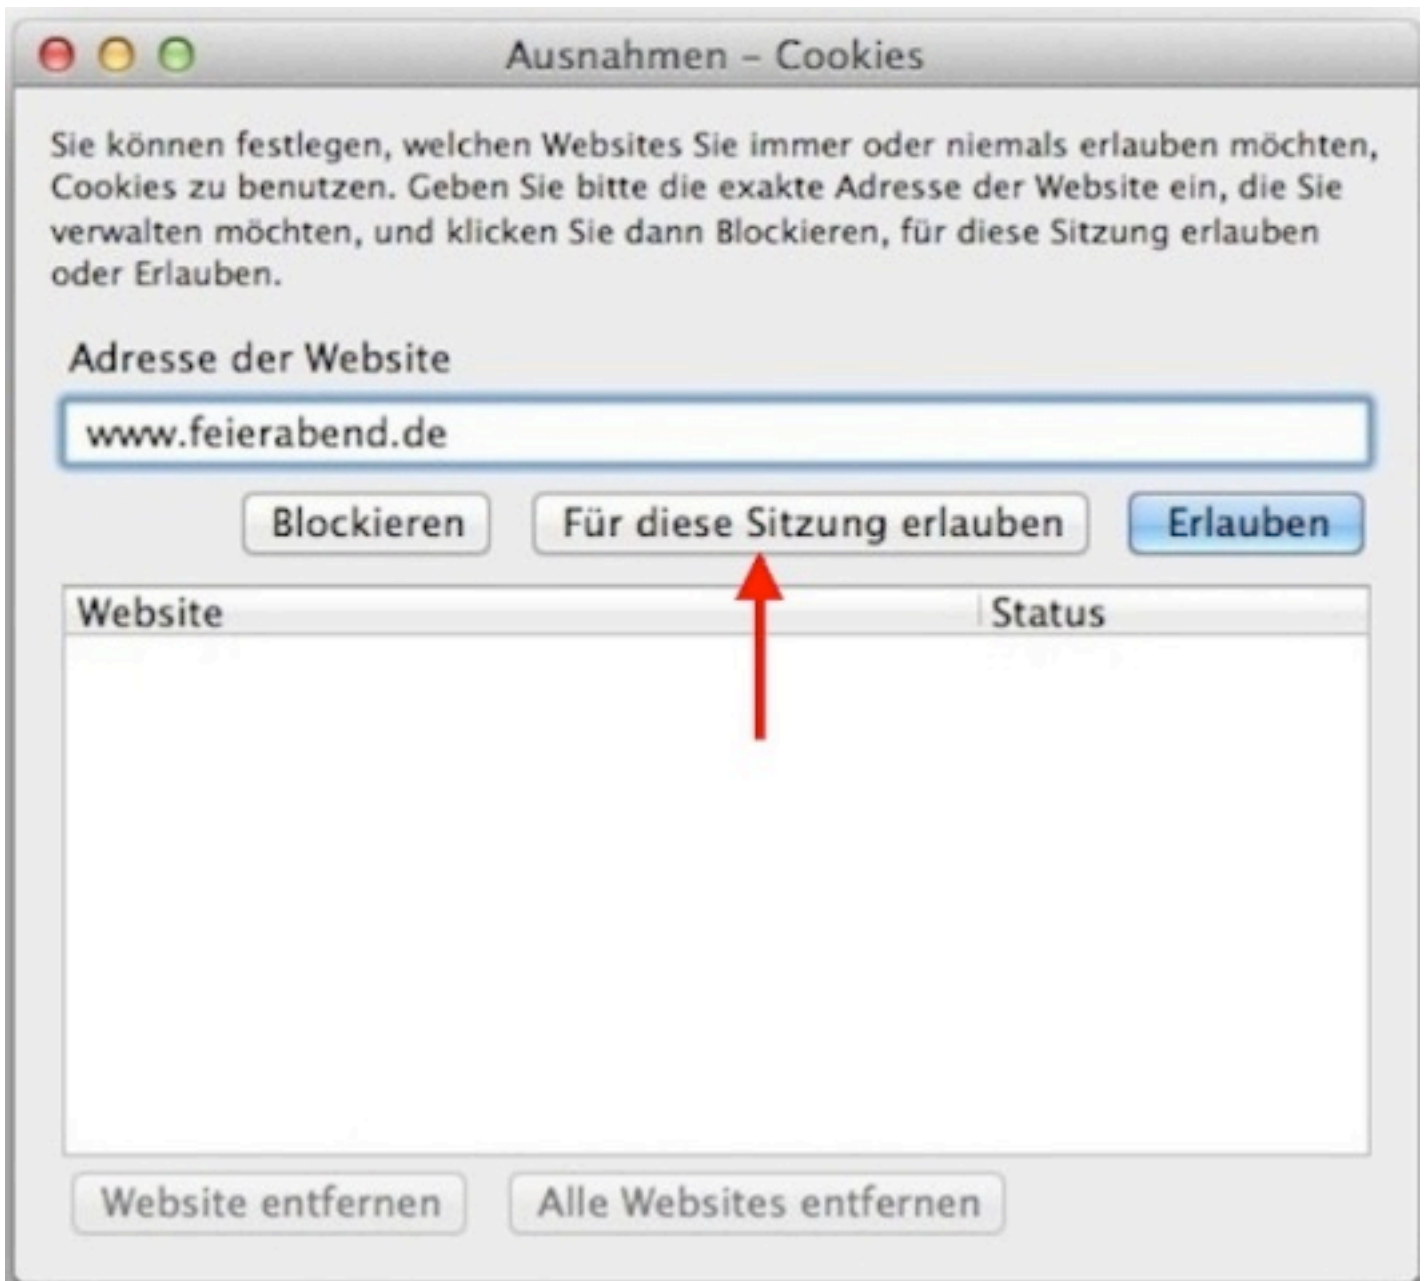 Ausnahmen – Cookies
Sie können festlegen, welchen Websites Sie immer oder niemals erlauben möchten,
Cookies zu benutzen. Geben Sie bitte die exakte Adresse der Website ein, die Sie
verwalten möchten, und klicken Sie dann Blockieren, für diese Sitzung erlauben
oder Erlauben.
Adresse der Website
www.feierabend.de
Blockieren Für diese Sitzung erlauben Erlauben
Website Status
Website entfernen Alle Websites entfernen